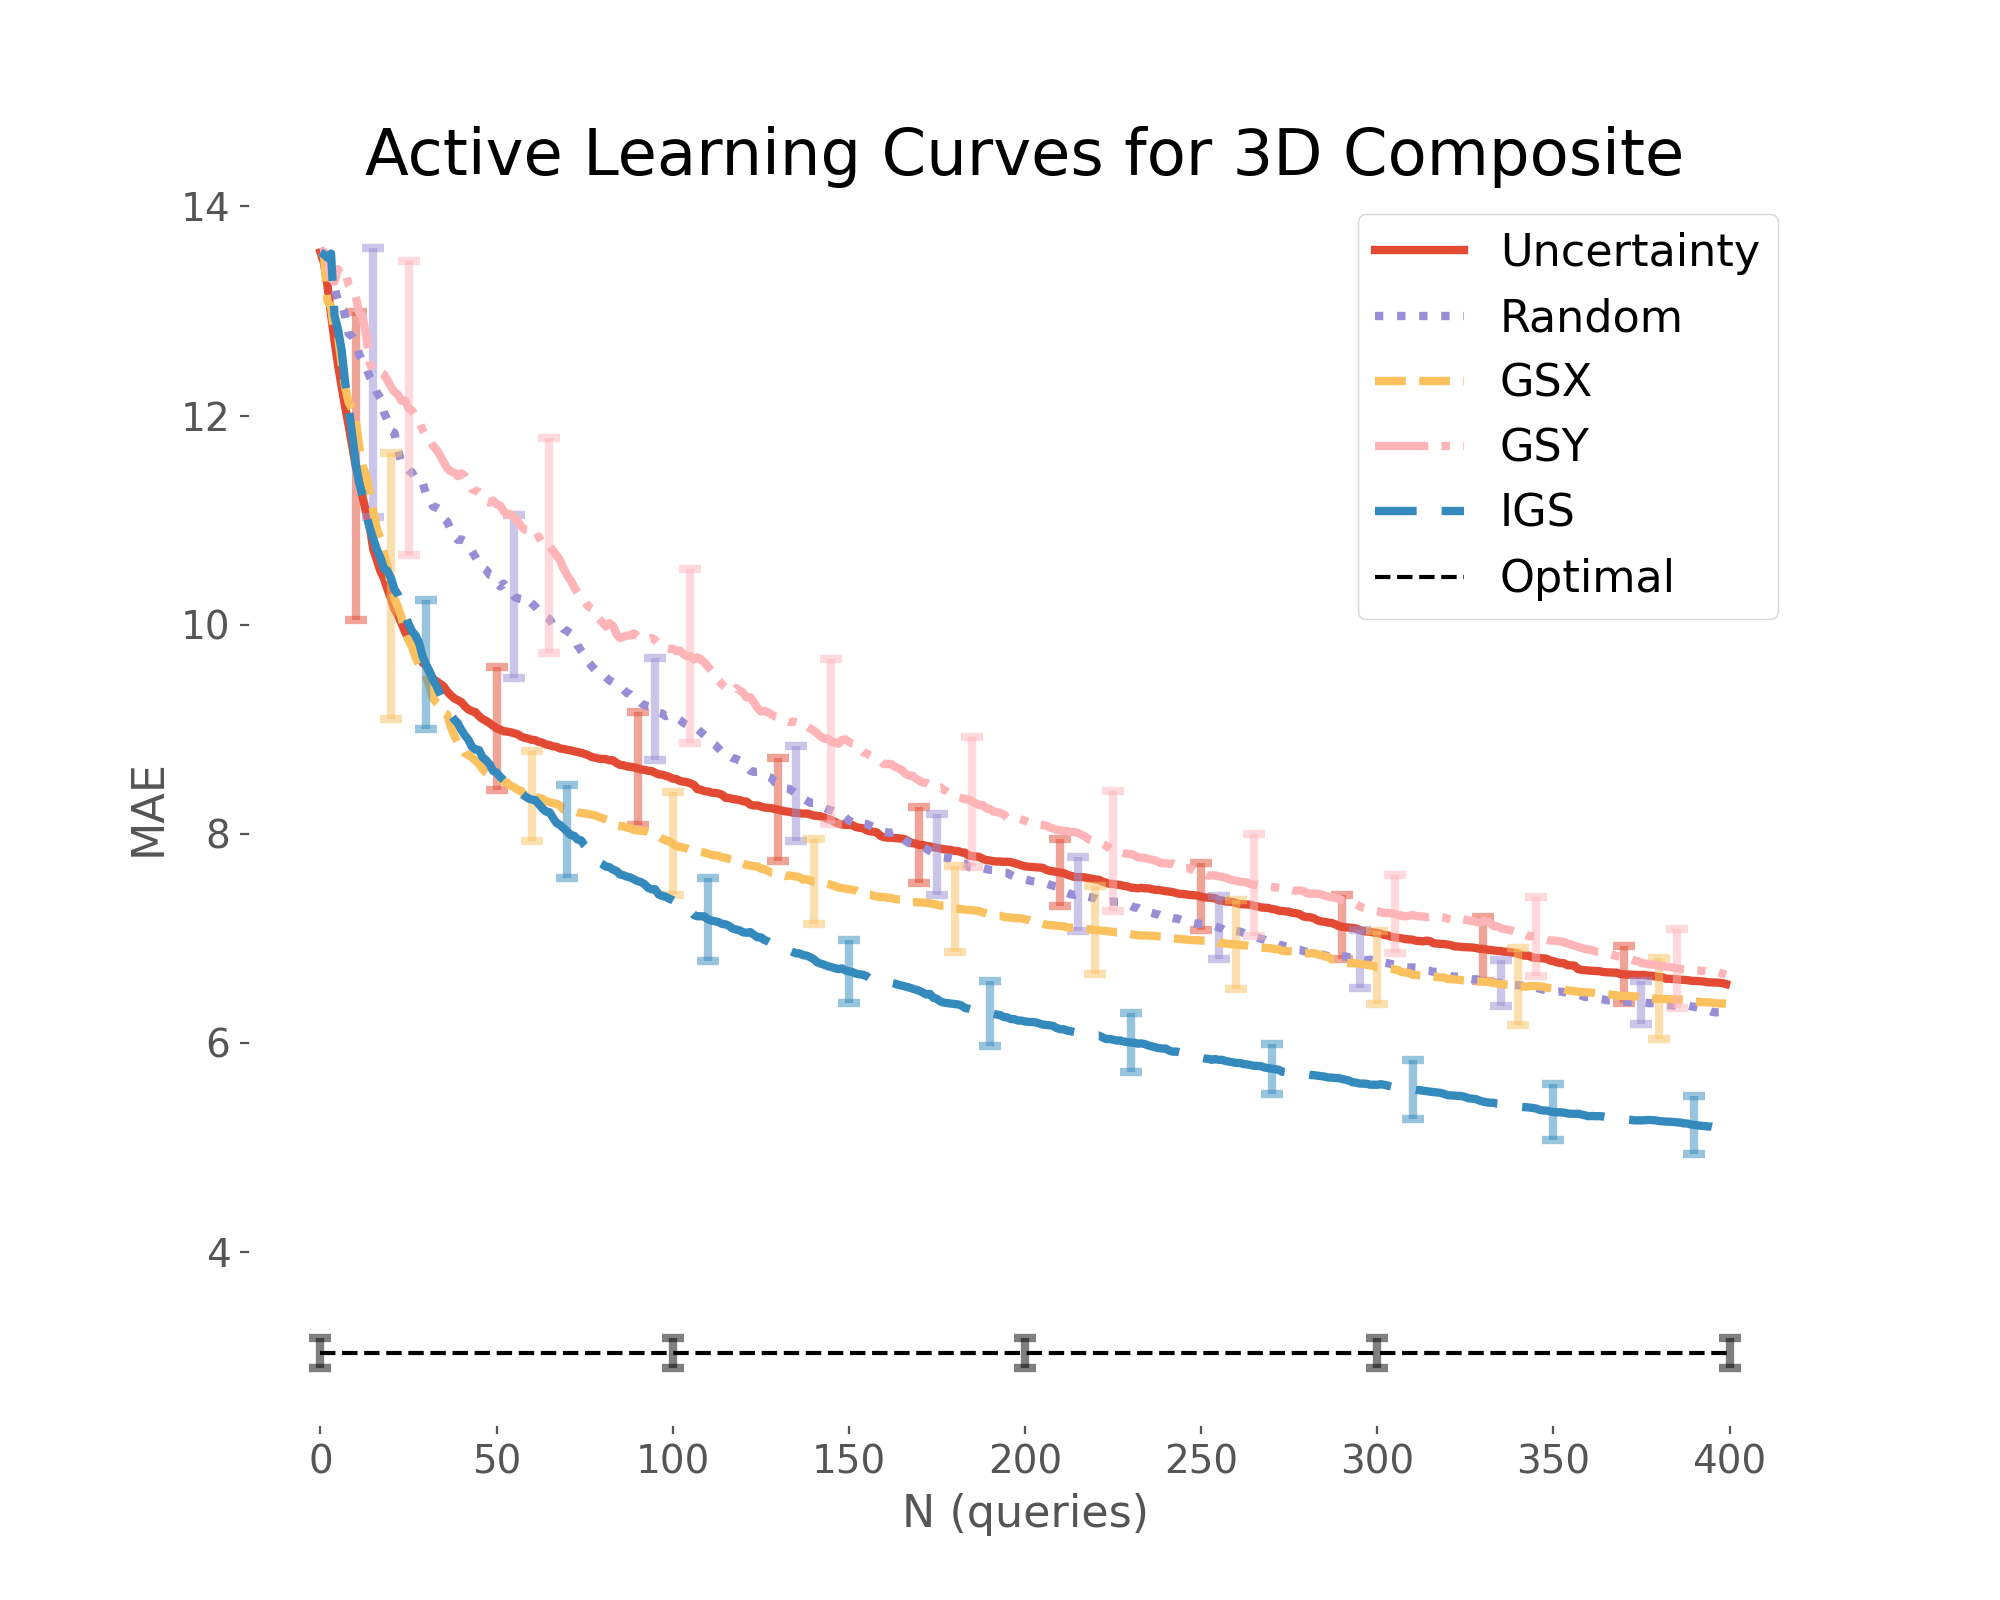 Active Learning Curves for 3D Composite
14
12
10
8
6
4
MAE
Uncertainty
Random
GSX
GSY
IGS
Optimal
0 50 100 150 200 250 300 350 400
N (queries)